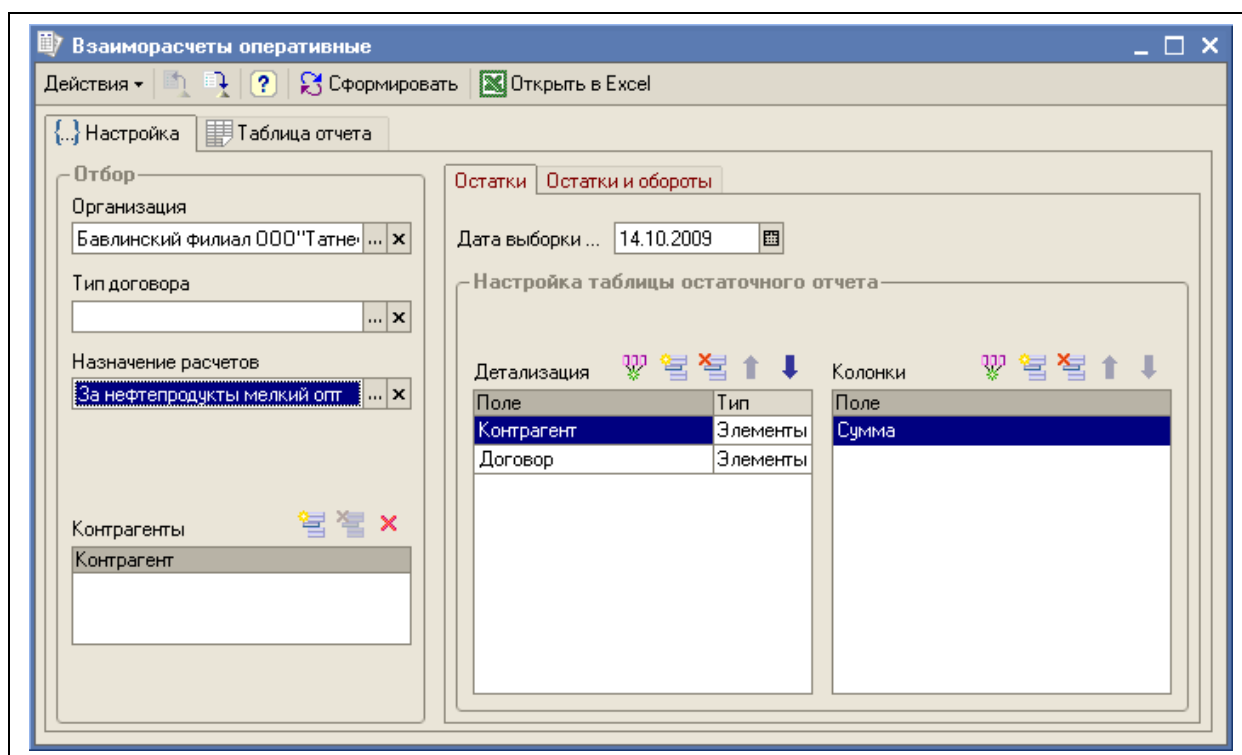 Взаиморасчеты оперативные
Действия Сформировать Открыть в Excel
{...} Настройка Таблица отчета
Отбор
Организация
Бавлинский филиал ООО"Татне
Тип договора
Назначение расчетов
За нефтепродукты мелкий опт
Контрагенты
Контрагент
Остатки Остатки и обороты
Дата выборки ... 14.10.2009
Настройка таблицы остаточного отчета
Детализация
Поле Тип
Контрагент Элементы
Договор Элементы
Колонки
Поле
Сумма